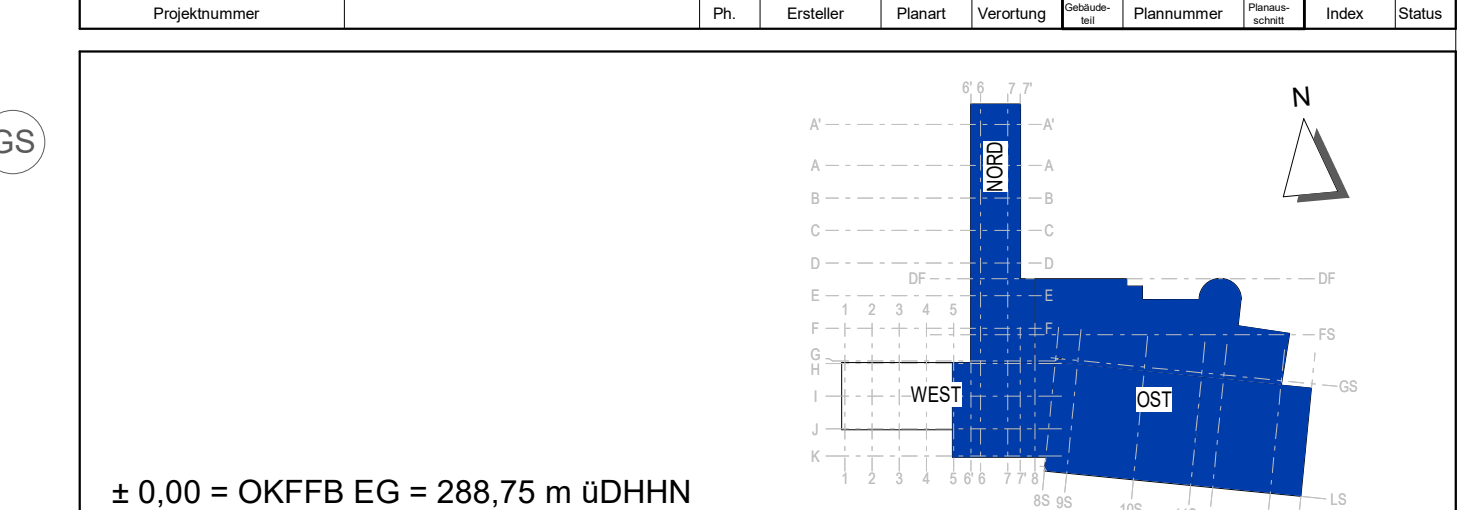 Projektnummer Ph. Ersteller Planart Verortung Gebäude-teil Plannummer Planaus-schnitt Index Status
GS
N
6' 6 7 7'
A' A'
NORD
A A
B B
C C
D D
DF DF
E E
1 2 3 4 5
F F
FS
G
H
GS
I WEST OST
J
K
1 2 3 4 5 6' 6 7 7' 8
8S 9S
10S
LS
± 0,00 = OKFFB EG = 288,75 m üDHHN